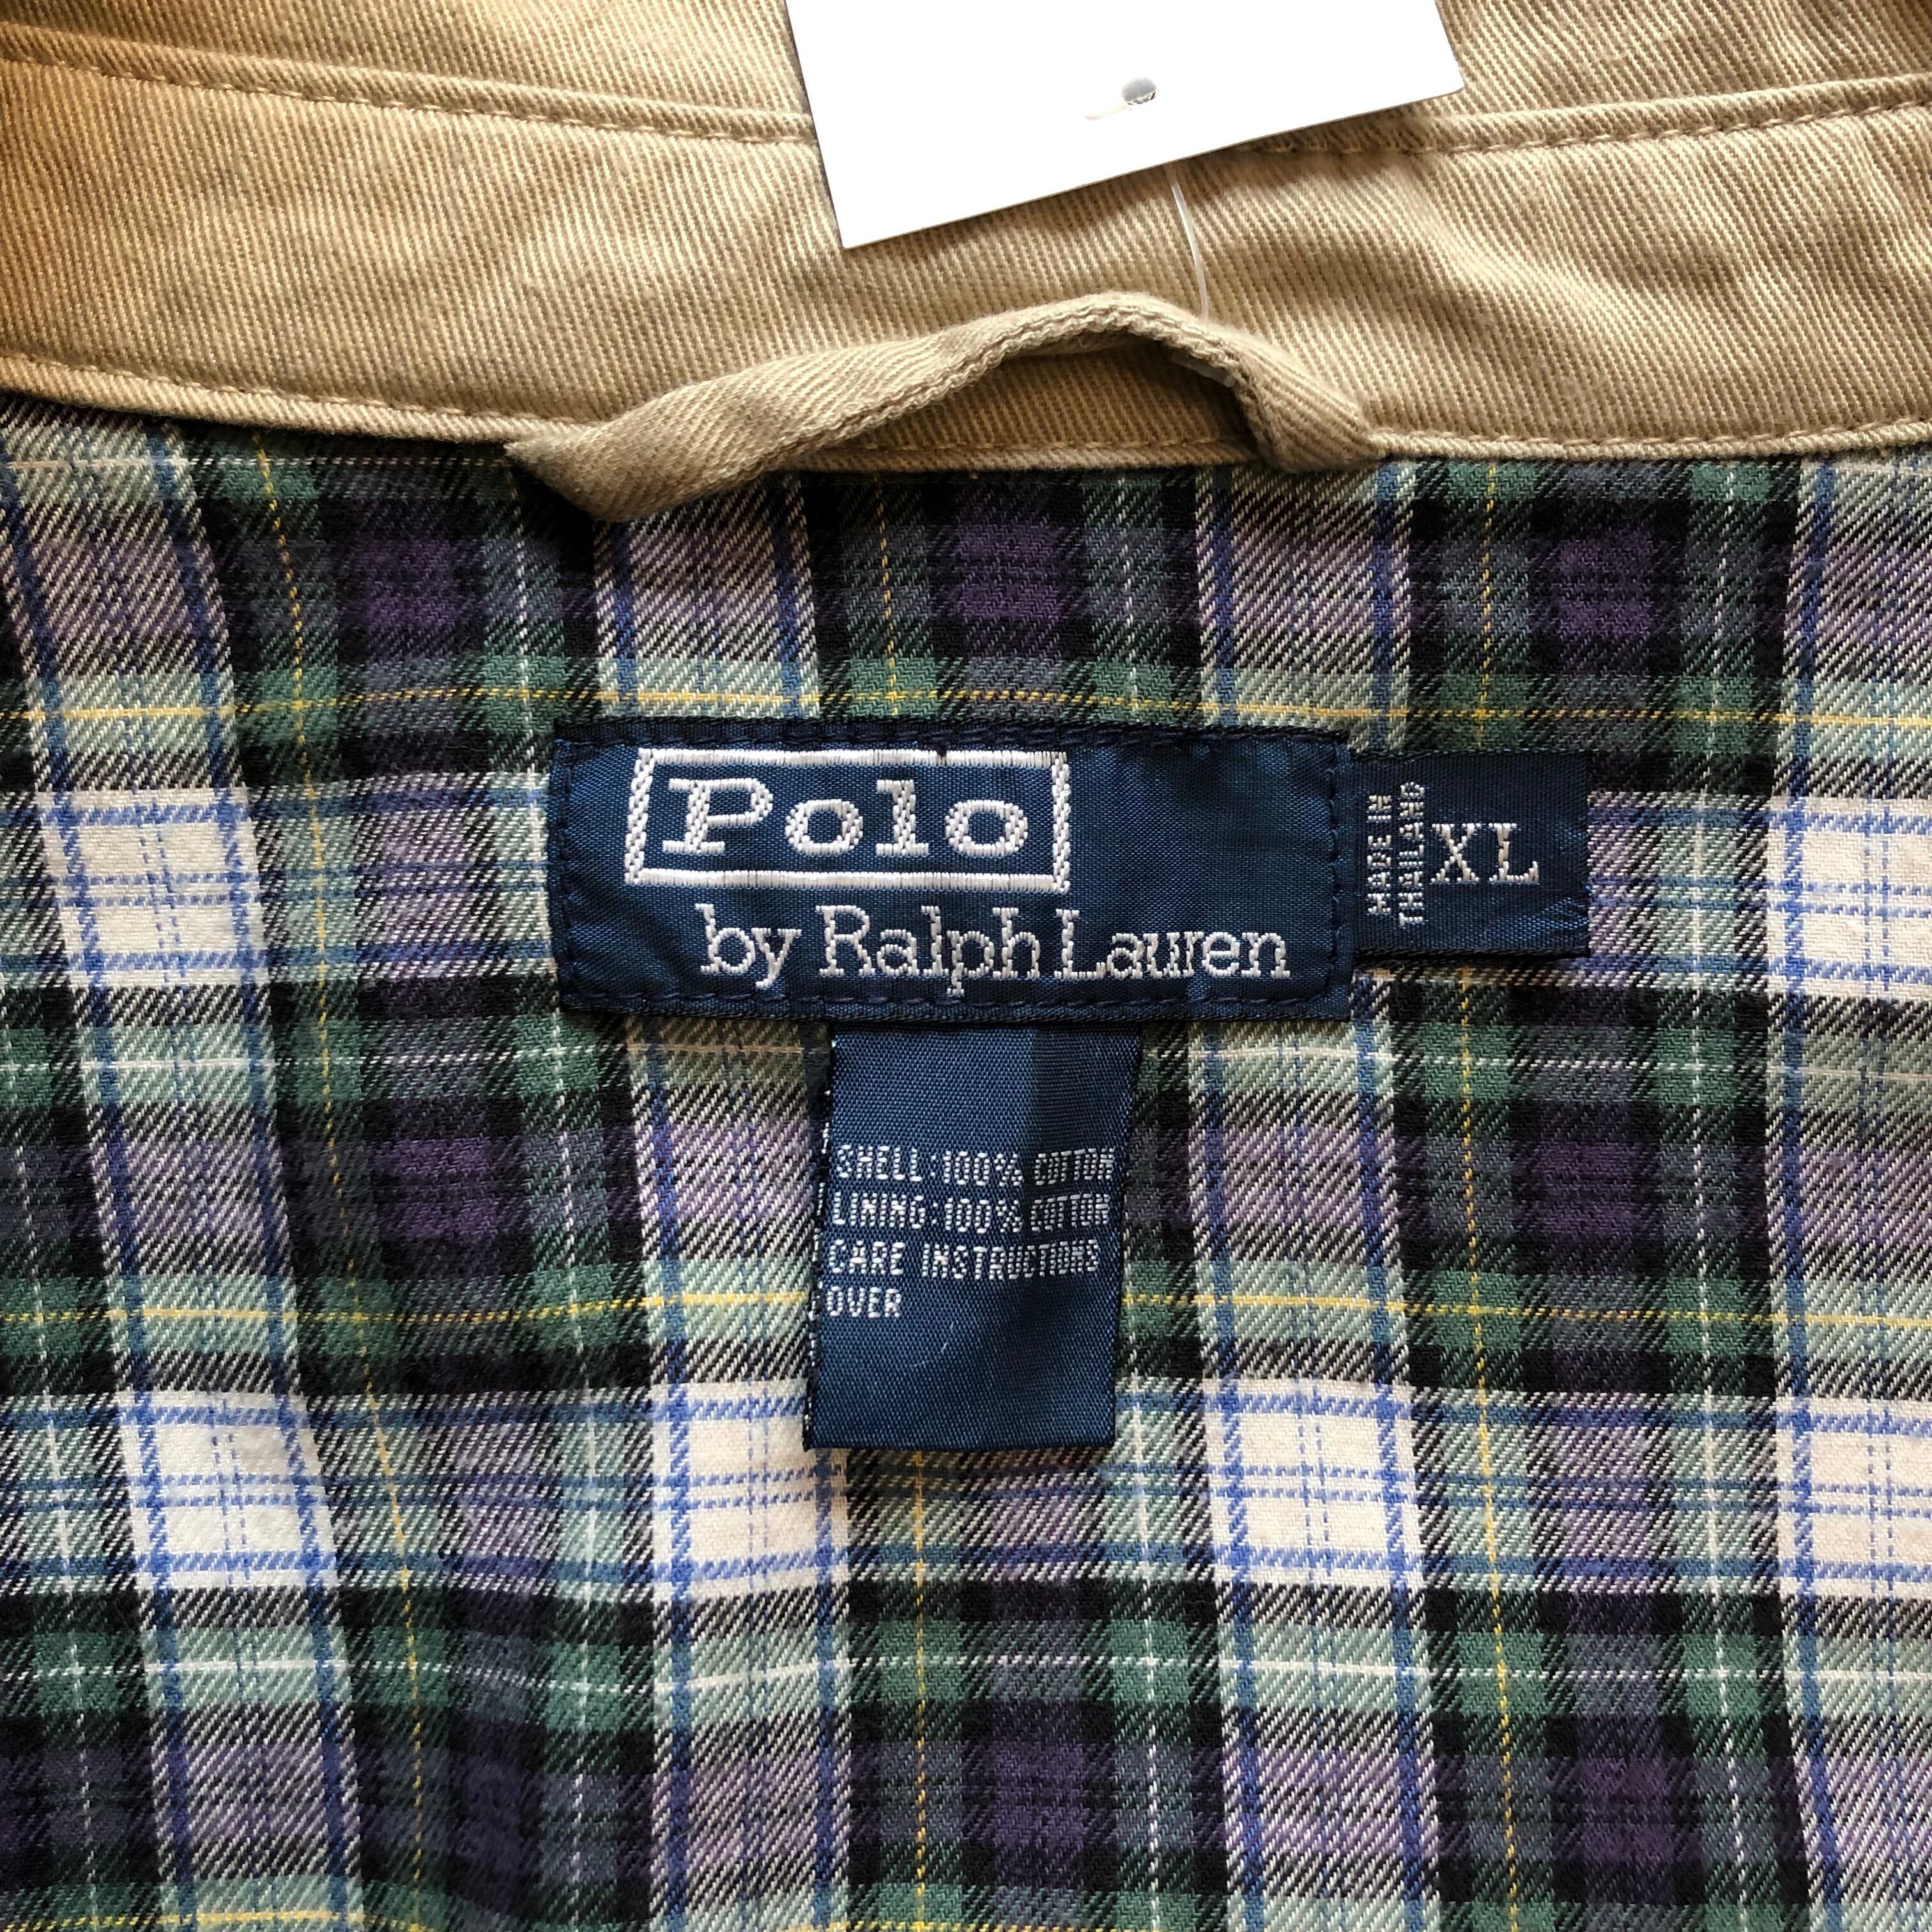 Polo
by Ralph Lauren
MADE IN
THAILAND
XL
SHELL:100% COTTON
LINING:100% COTTON
CARE INSTRUCTIONS
OVER